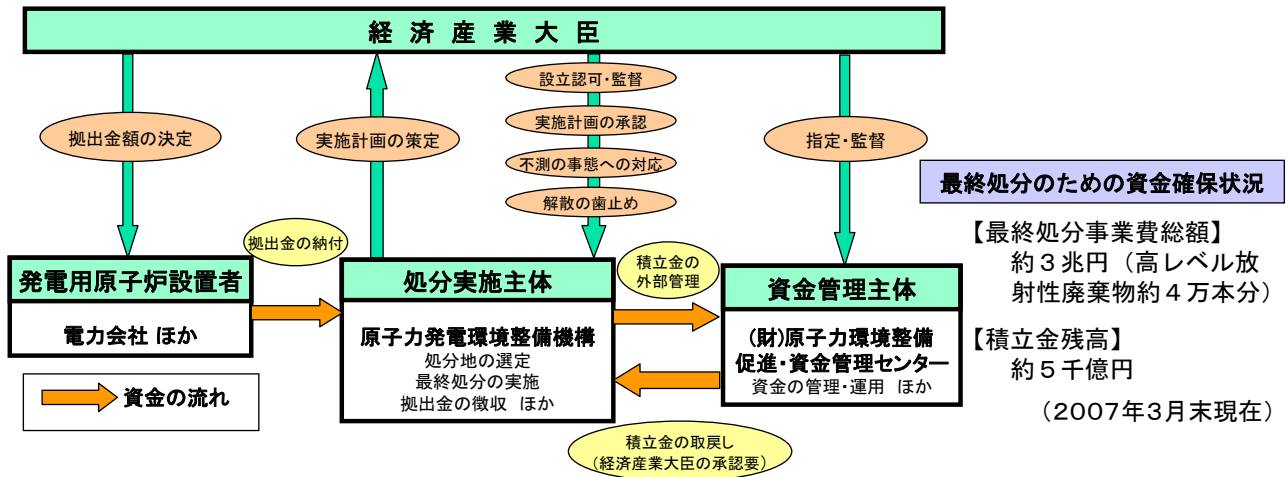 経済産業大臣
拠出金額の決定
実施計画の策定
設立認可・監督
実施計画の承認
不測の事態への対応
解散の歯止め
指定・監督
最終処分のための資金確保状況
【最終処分事業費総額】
約３兆円（高レベル放
射性廃棄物約４万本分）
【積立金残高】
約５千億円
（２００７年３月末現在）
拠出金の納付
積立金の
外部管理
発電用原子炉設置者
電力会社 ほか
処分実施主体
原子力発電環境整備機構
処分地の選定
最終処分の実施
拠出金の徴収 ほか
資金管理主体
(財)原子力環境整備
促進・資金管理センター
資金の管理・運用 ほか
資金の流れ
積立金の取戻し
（経済産業大臣の承認要）